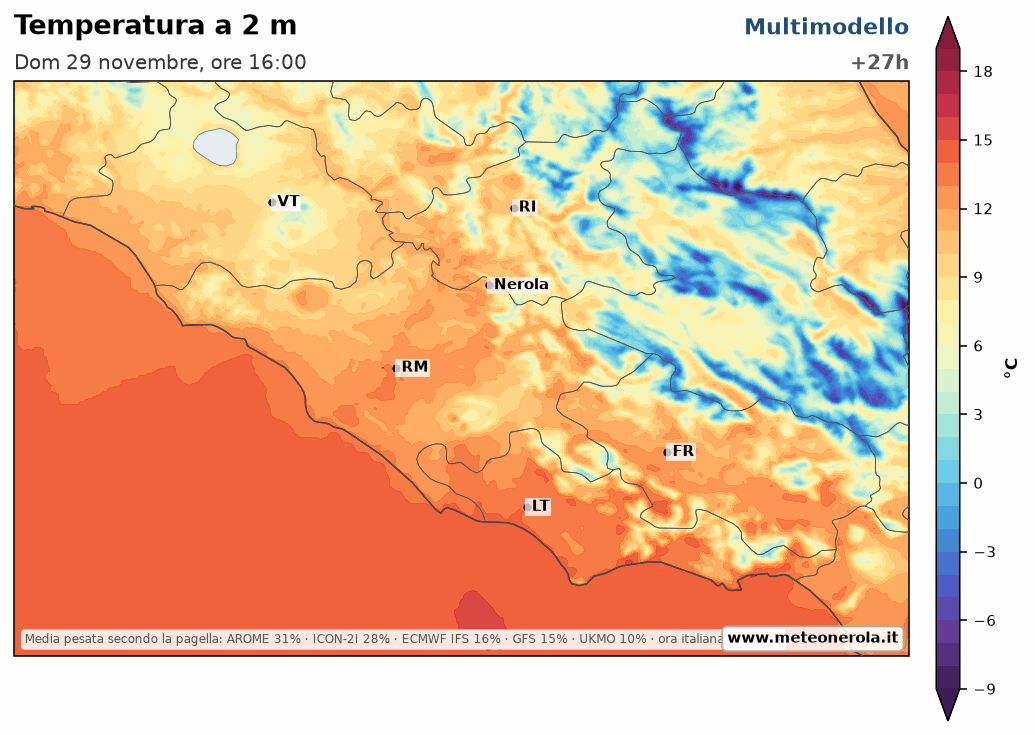 Temperatura a 2 m
Multimodello
Dom 29 novembre, ore 16:00
+27h
VT
RI
Nerola
RM
FR
LT
Media pesata secondo la pagella: AROME 31% · ICON-2I 28% · ECMWF IFS 16% · GFS 15% · UKMO 10% · ora italiana
www.meteonerola.it
18
15
12
9
6
3
0
−3
−6
−9
°C